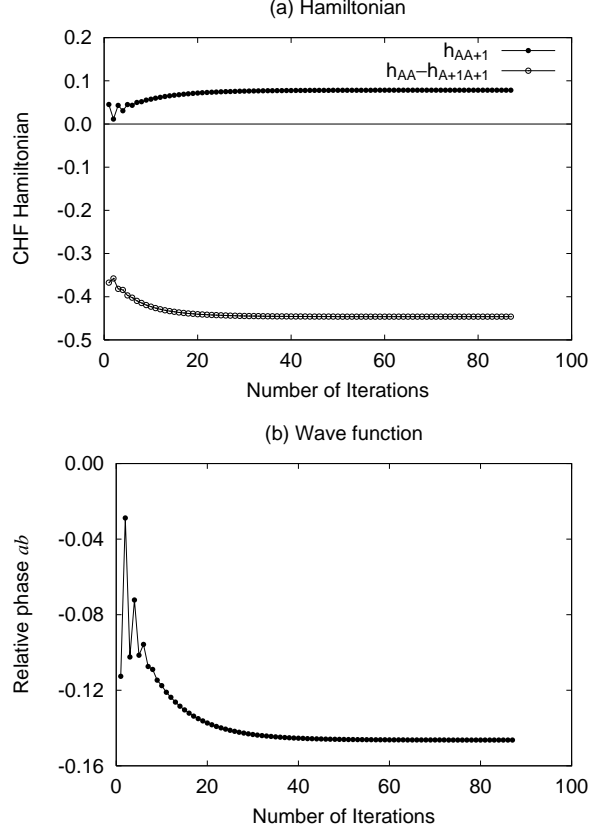 (a) Hamiltonian
0.2
0.1
0.0
-0.1
-0.2
-0.3
-0.4
-0.5
CHF Hamiltonian
hAA+1
hAA−hA+1A+1
0 20 40 60 80 100
Number of Iterations
(b) Wave function
0.00
-0.04
-0.08
-0.12
-0.16
Relative phase ab
0 20 40 60 80 100
Number of Iterations